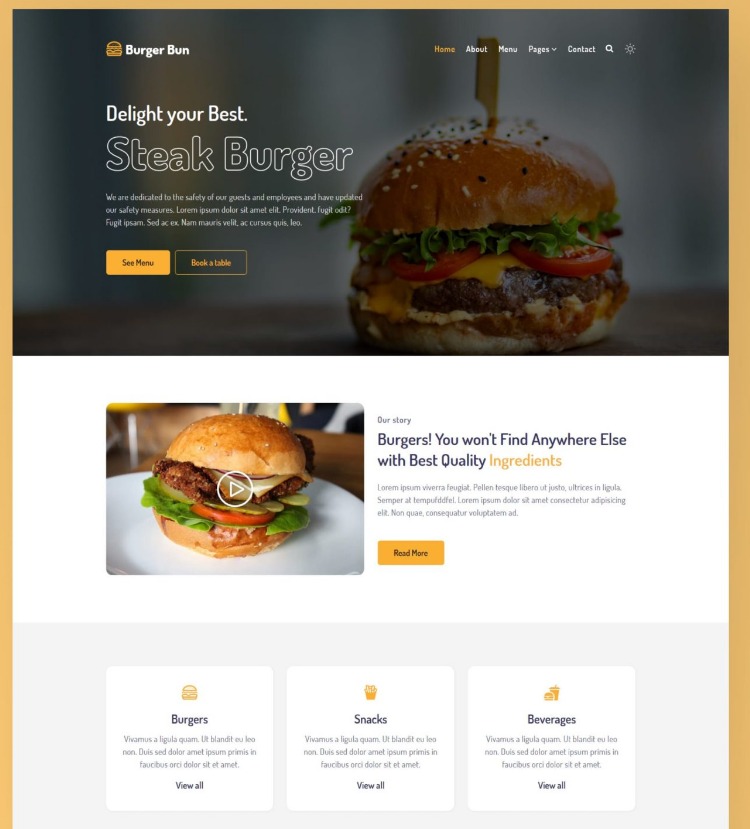 Burger Bun
Home About Menu Pages Contact
Delight your Best.
Steak Burger
We are dedicated to the safety of our guests and employees and have updated
our safety measures. Lorem ipsum dolor sit amet elit. Provident, fugit odit?
Fugit ipsam. Sed ac ex. Nam mauris velit, ac cursus quis, leo.
See Menu
Book a table
Our story
Burgers! You won't Find Anywhere Else
with Best Quality Ingredients
Lorem ipsum viverra feugiat. Pellen tesque libero ut justo, ultrices in ligula.
Semper at tempufddfel. Lorem ipsum dolor sit amet consectetur adipisicing
elit. Non quae, consequatur voluptatem ad.
Read More
Burgers
Vivamus a ligula quam. Ut blandit eu leo
non. Duis sed dolor amet ipsum primis in
faucibus orci dolor sit et amet.
View all
Snacks
Vivamus a ligula quam. Ut blandit eu leo
non. Duis sed dolor amet ipsum primis in
faucibus orci dolor sit et amet.
View all
Beverages
Vivamus a ligula quam. Ut blandit eu leo
non. Duis sed dolor amet ipsum primis in
faucibus orci dolor sit et amet.
View all